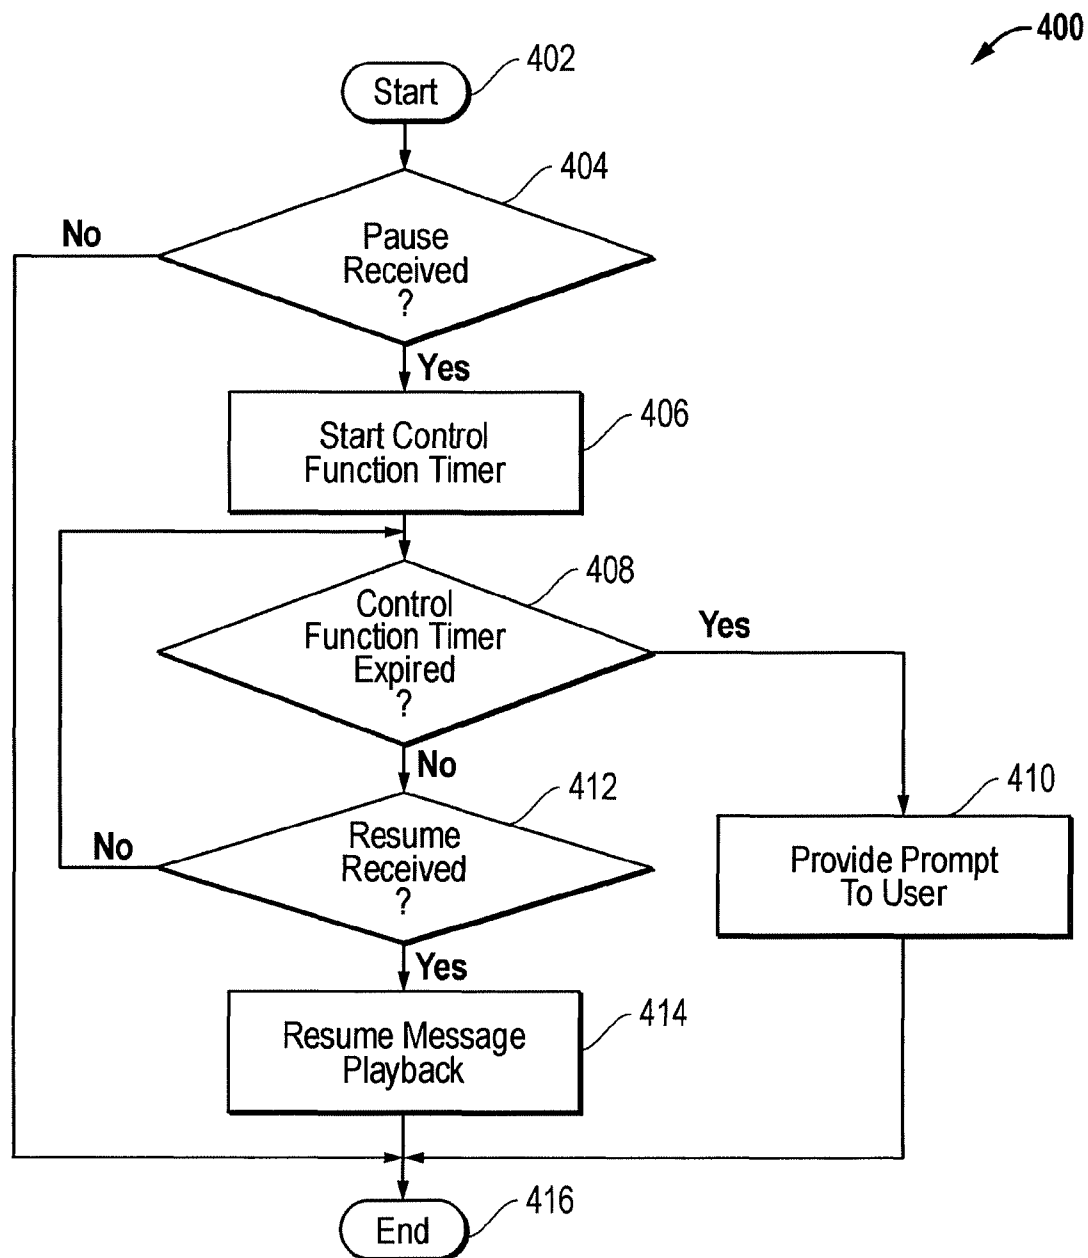 400
402
Start
404
No
Pause
Received
?
Yes
406
Start Control
Function Timer
408
Control
Function Timer
Expired
?
Yes
No
412
410
Resume
Received
?
No
Provide Prompt
To User
Yes
414
Resume Message
Playback
416
End